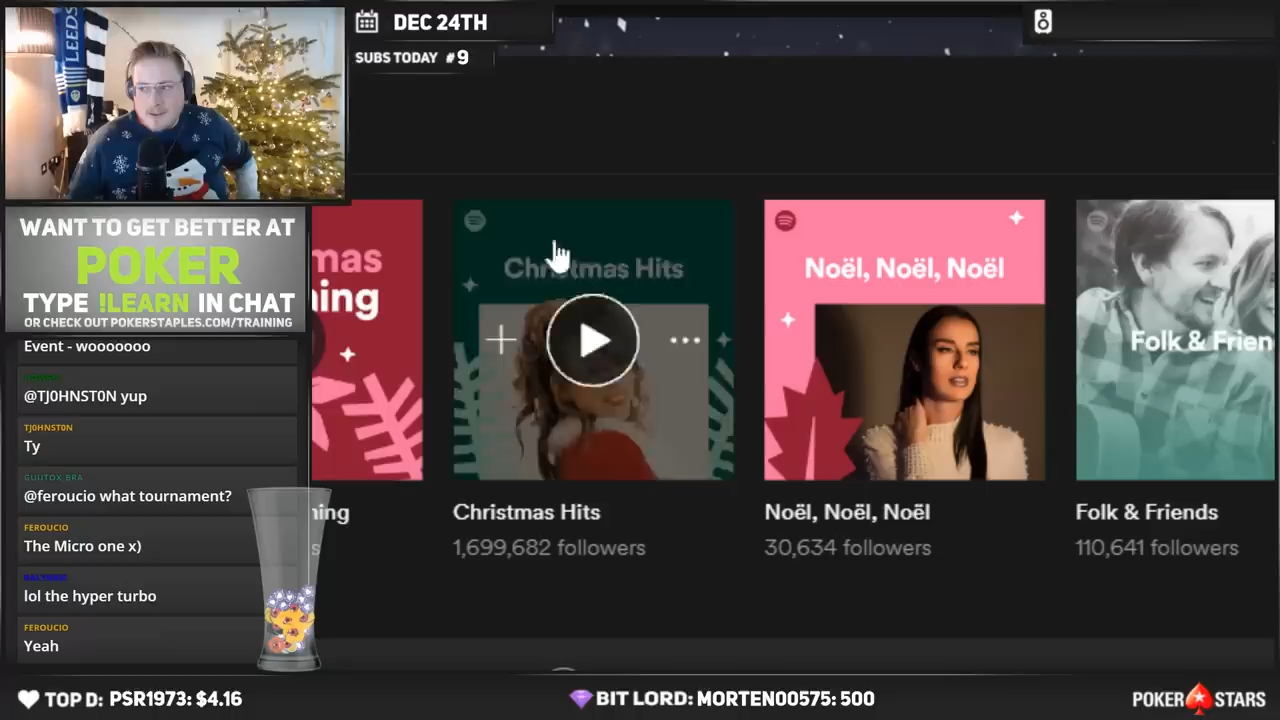 DEC 24TH
SUBS TODAY #9
LEEDS
WANT TO GET BETTER AT
POKER
TYPE !LEARN IN CHAT
OR CHECK OUT POKERSTAPLES.COM/TRAINING
Event - wooooooo
@TJ0HNST0N yup
TJ0HNST0N
Ty
GUUTOX_BRA
@feroucio what tournament?
FEROUCIO
The Micro one x)
lol the hyper turbo
FEROUCIO
Yeah
mas
ning
ning
s
Christmas Hits
Christmas Hits
1,699,682 followers
Noël, Noël, Noël
Noël, Noël, Noël
30,634 followers
Folk & Frien
Folk & Friends
110,641 followers
TOP D: PSR1973: $4.16
BIT LORD: MORTEN00575: 500
POKER STARS